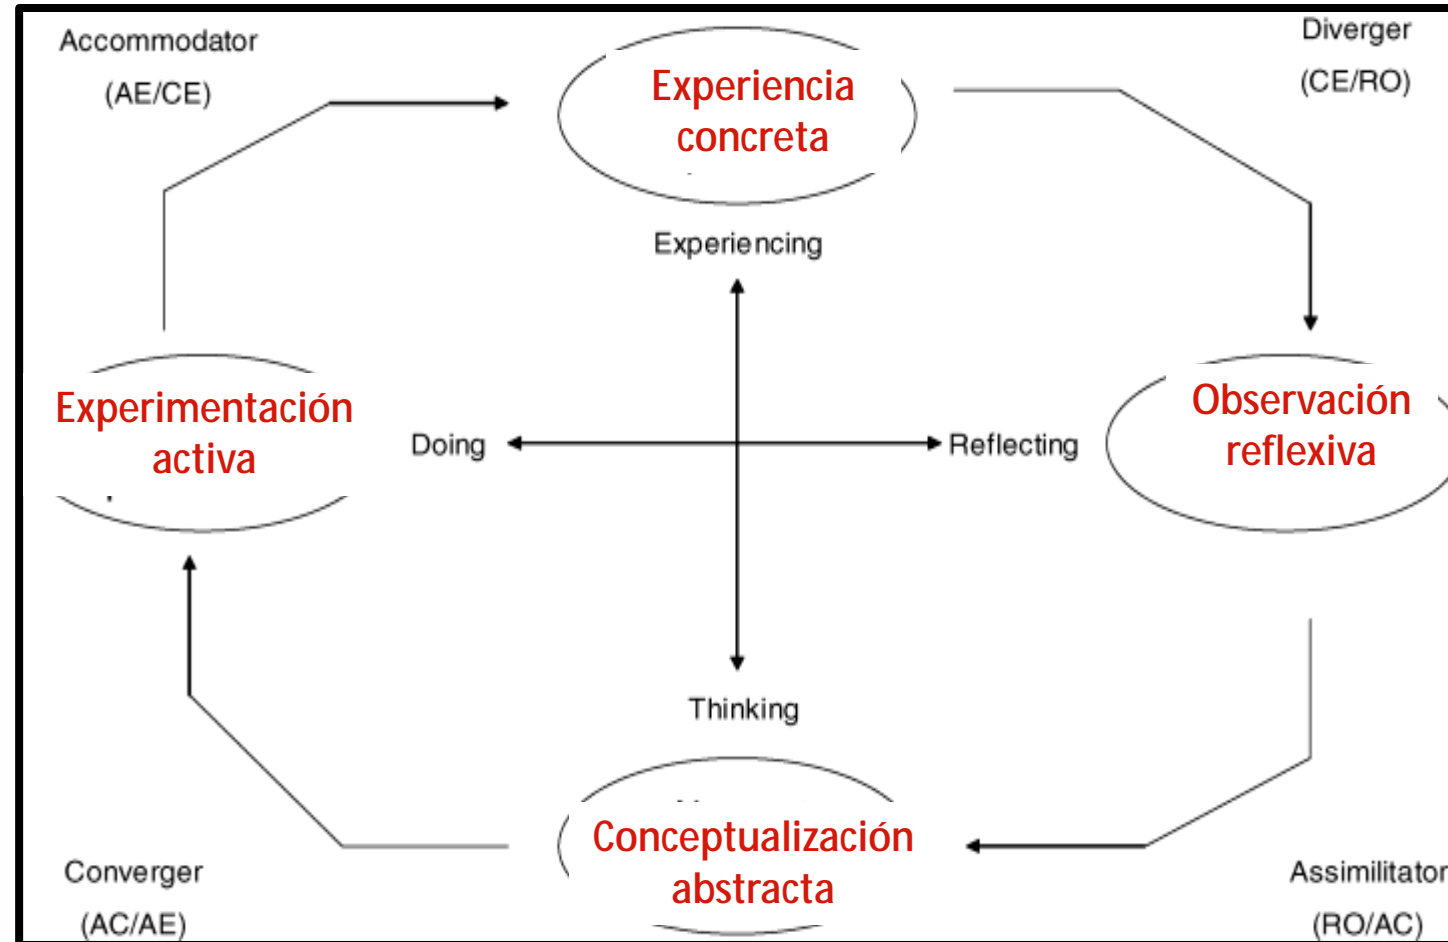 Accommodator
(AE/CE)
Experiencia
concreta
Diverger
(CE/RO)
Experiencing
Experimentación
activa
Doing
Reflecting
Observación
reflexiva
Thinking
Conceptualización
abstracta
Converger
(AC/AE)
Assimilitator
(RO/AC)